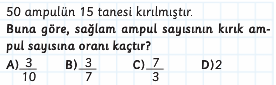 50 ampulün 15 tanesi kırılmıştır.
Buna göre, sağlam ampul sayısının kırık am-
pul sayısına oranı kaçtır?
A) 3/10 B) 3/7 C) 7/3 D)2